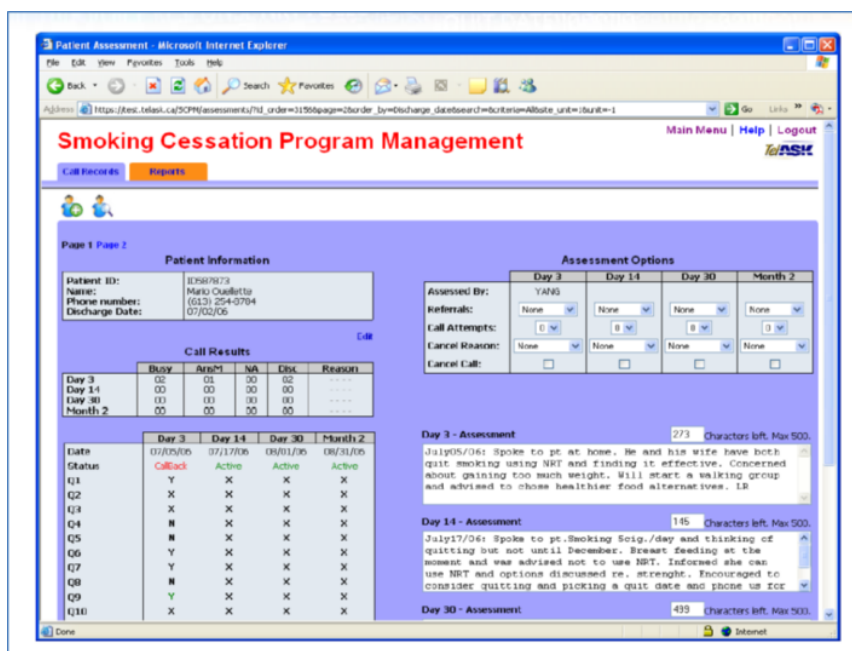 Patient Assessment - Microsoft Internet Explorer
File Edit View Favorites Tools Help
Back Search Favorites
Address Go Links
Main Menu | Help | Logout
Smoking Cessation Program Management
TelASK
Call Records Reports
Page 1 Page 2
Patient Information
Patient ID: ID587873
Name: Mario Ouellette
Phone number: (613) 254-3784
Discharge Date: 07/02/06
Edit
Call Results
Busy AnsM NA Disc Reason
Day 3 02 01 00 02 ----
Day 14 00 00 00 00 ----
Day 30 00 00 00 00 ----
Month 2 00 00 00 00 ----
Day 3 Day 14 Day 30 Month 2
Date 07/05/06 07/17/06 08/01/06 08/31/06
Status CallBack Active Active Active
Q1 Y X X X
Q2 X X X X
Q3 X X X X
Q4 N X X X
Q5 N X X X
Q6 Y X X X
Q7 Y X X X
Q8 N X X X
Q9 Y X X X
Q10 X X X X
Assessment Options
Day 3 Day 14 Day 30 Month 2
Assessed By: YANG
Referrals: None None None None
Call Attempts: 0 0 0 0
Cancel Reason: None None None None
Cancel Call:
Day 3 - Assessment 273 Characters left. Max 500.
July05/06: Spoke to pt at home. He and his wife have both
quit smoking using NRT and finding it effective. Concerned
about gaining too much weight. Will start a walking group
and advised to chose healthier food alternatives. LR
Day 14 - Assessment 145 Characters left. Max 500.
July17/06: Spoke to pt.Smoking 5cig./day and thinking of
quitting but not until December. Breast feeding at the
moment and was advised not to use NRT. Informed she can
use NRT and options discussed re. strenght. Encouraged to
consider quitting and picking a quit date and phone us for
Day 30 - Assessment 499 Characters left. Max 500.
Done Internet